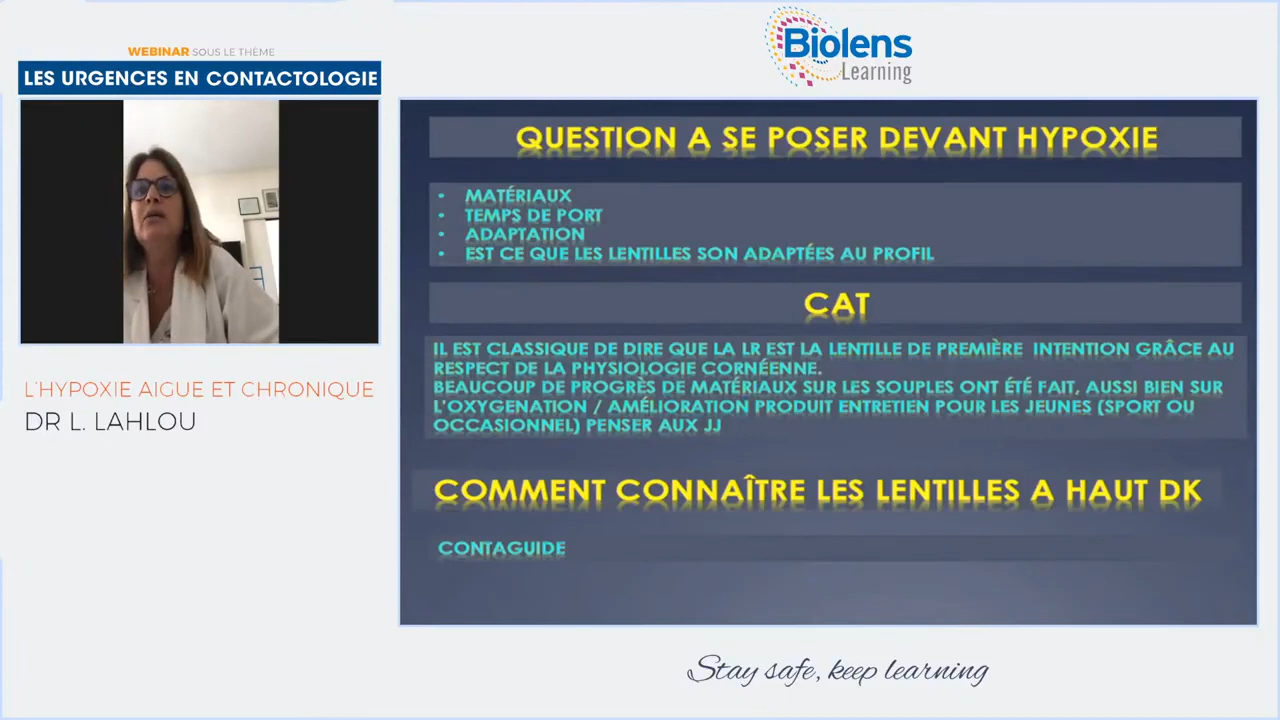 WEBINAR SOUS LE THÈME
LES URGENCES EN CONTACTOLOGIE
L'HYPOXIE AIGUE ET CHRONIQUE
DR L. LAHLOU
Biolens
Learning
QUESTION A SE POSER DEVANT HYPOXIE
• MATÉRIAUX
• TEMPS DE PORT
• ADAPTATION
• EST CE QUE LES LENTILLES SON ADAPTÉES AU PROFIL
CAT
IL EST CLASSIQUE DE DIRE QUE LA LR EST LA LENTILLE DE PREMIÈRE INTENTION GRÂCE AU
RESPECT DE LA PHYSIOLOGIE CORNÉENNE.
BEAUCOUP DE PROGRÈS DE MATÉRIAUX SUR LES SOUPLES ONT ÉTÉ FAIT, AUSSI BIEN SUR
L'OXYGENATION / AMÉLIORATION PRODUIT ENTRETIEN POUR LES JEUNES (SPORT OU
OCCASIONNEL) PENSER AUX JJ
COMMENT CONNAÎTRE LES LENTILLES A HAUT DK
CONTAGUIDE
Stay safe, keep learning